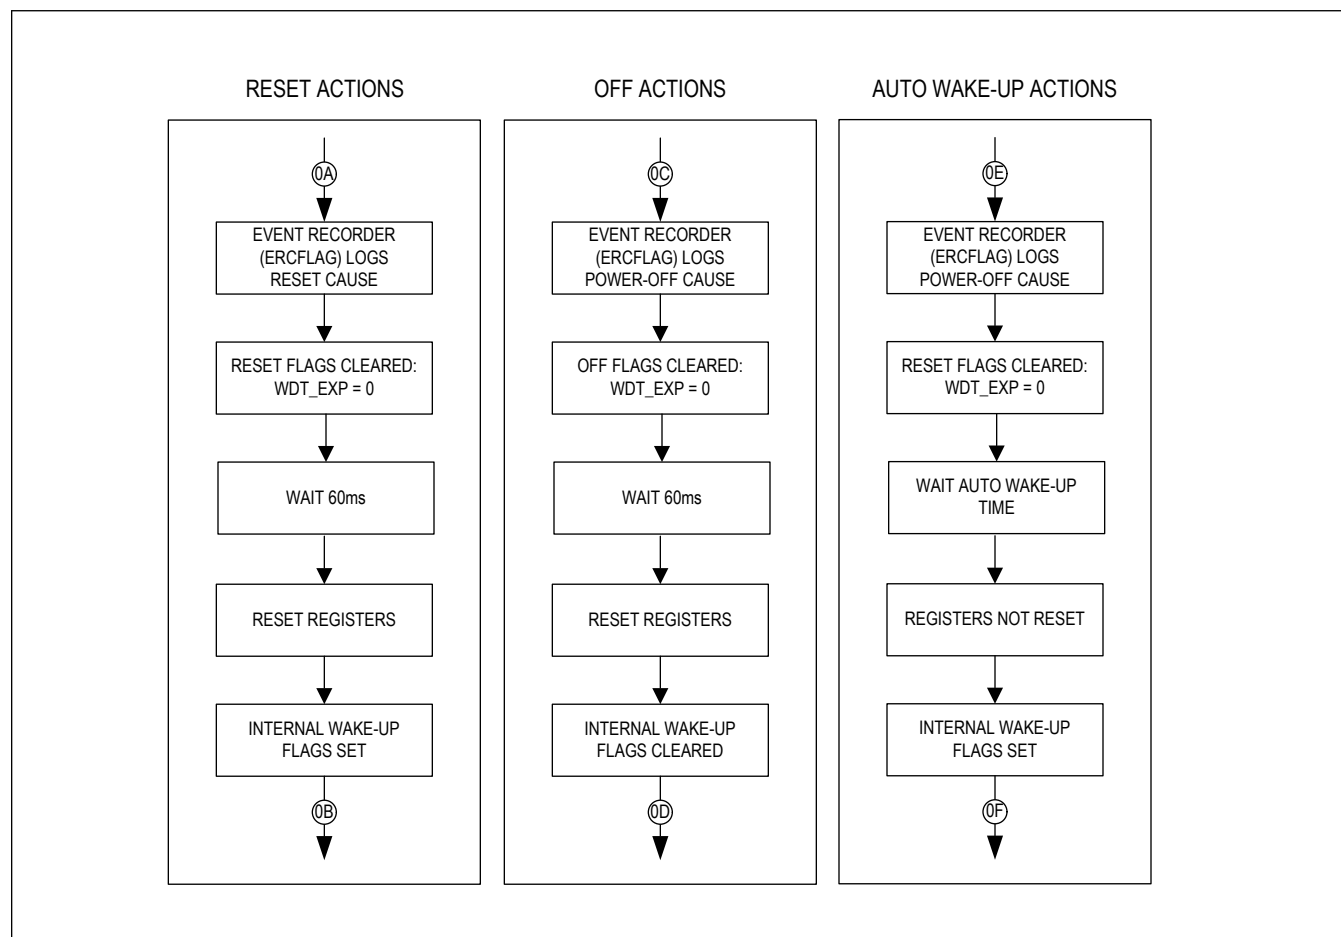 RESET ACTIONS
0A
EVENT RECORDER
(ERCFLAG) LOGS
RESET CAUSE
RESET FLAGS CLEARED:
WDT_EXP = 0
WAIT 60ms
RESET REGISTERS
INTERNAL WAKE-UP
FLAGS SET
0B
OFF ACTIONS
0C
EVENT RECORDER
(ERCFLAG) LOGS
POWER-OFF CAUSE
OFF FLAGS CLEARED:
WDT_EXP = 0
WAIT 60ms
RESET REGISTERS
INTERNAL WAKE-UP
FLAGS CLEARED
0D
AUTO WAKE-UP ACTIONS
0E
EVENT RECORDER
(ERCFLAG) LOGS
POWER-OFF CAUSE
RESET FLAGS CLEARED:
WDT_EXP = 0
WAIT AUTO WAKE-UP
TIME
REGISTERS NOT RESET
INTERNAL WAKE-UP
FLAGS SET
0F